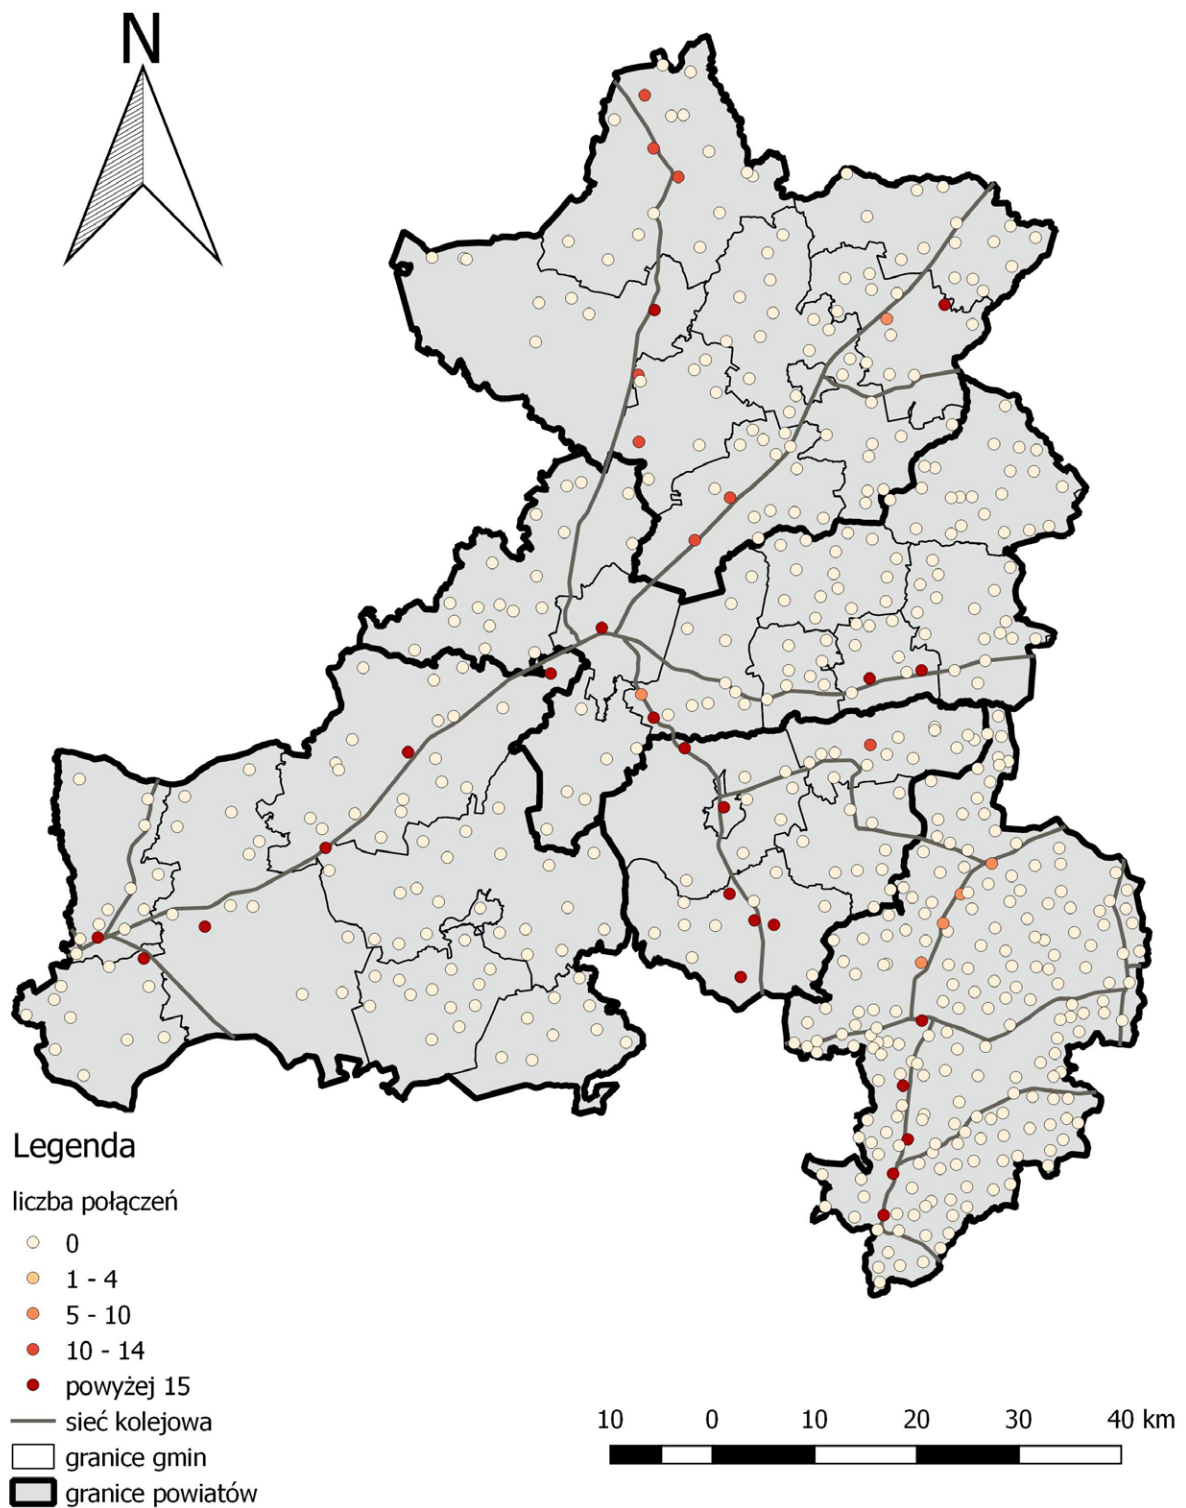 N
Legenda
liczba połączeń
0
1 - 4
5 - 10
10 - 14
powyżej 15
sieć kolejowa
granice gmin
granice powiatów
10 0 10 20 30 40 km